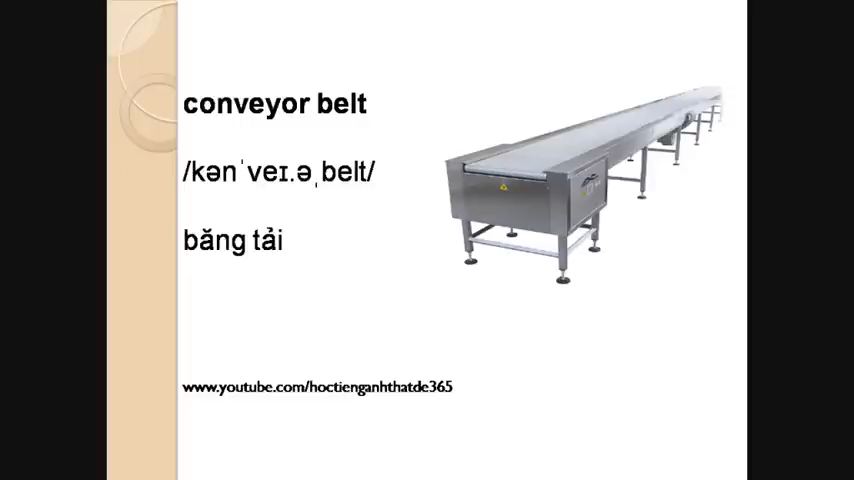 conveyor belt
/kənˈveɪ.əˌbelt/
băng tải
www.youtube.com/hoctienganhthatde365